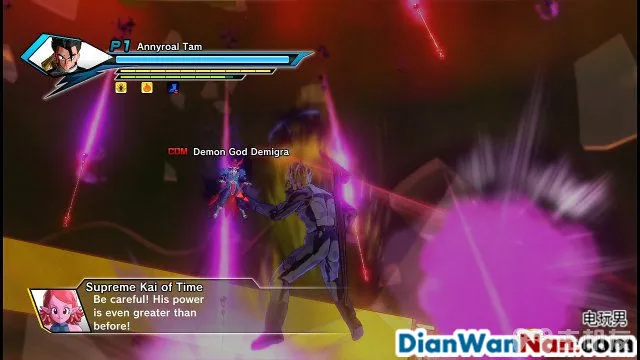 P1 Annyroal Tam
COM Demon God Demigra
Supreme Kai of Time
Be careful! His power
is even greater than
before!
电玩男
DianWanNan.com